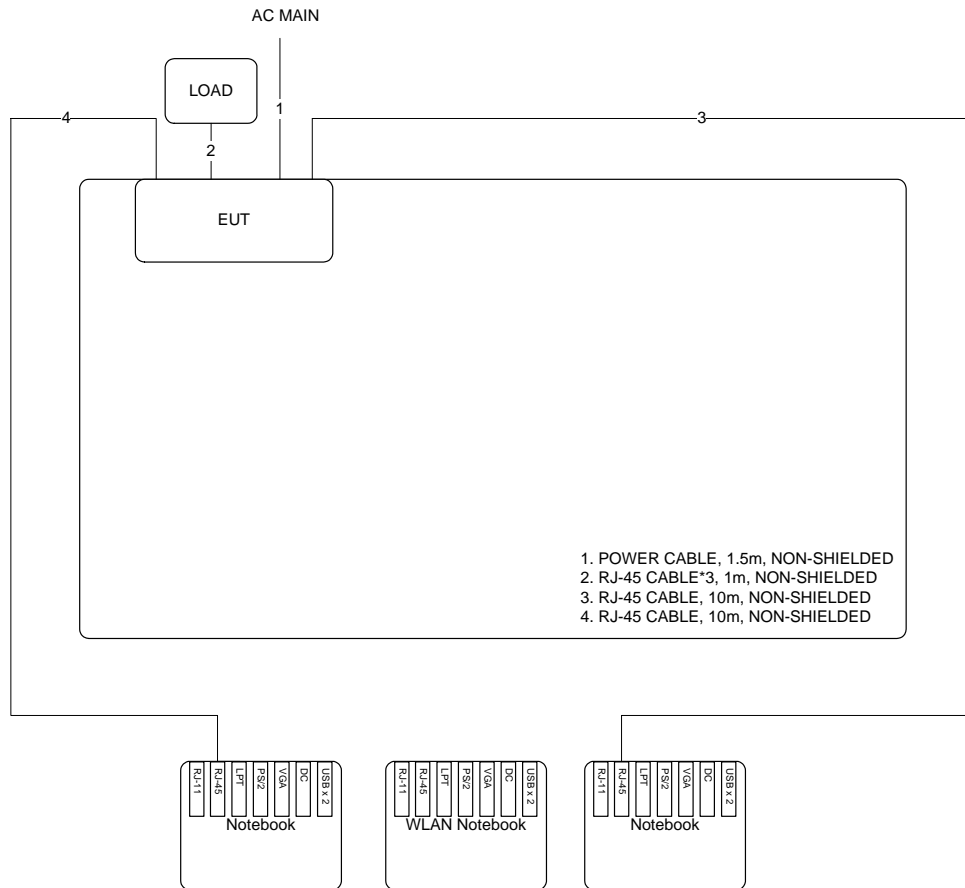 AC MAIN
LOAD
1
4
3
2
EUT
1. POWER CABLE, 1.5m, NON-SHIELDED
2. RJ-45 CABLE*3, 1m, NON-SHIELDED
3. RJ-45 CABLE, 10m, NON-SHIELDED
4. RJ-45 CABLE, 10m, NON-SHIELDED
RJ-11
RJ-45
LPT
PS/2
VGA
DC
USB x 2
Notebook
RJ-11
RJ-45
LPT
PS/2
VGA
DC
USB x 2
WLAN Notebook
RJ-11
RJ-45
LPT
PS/2
VGA
DC
USB x 2
Notebook